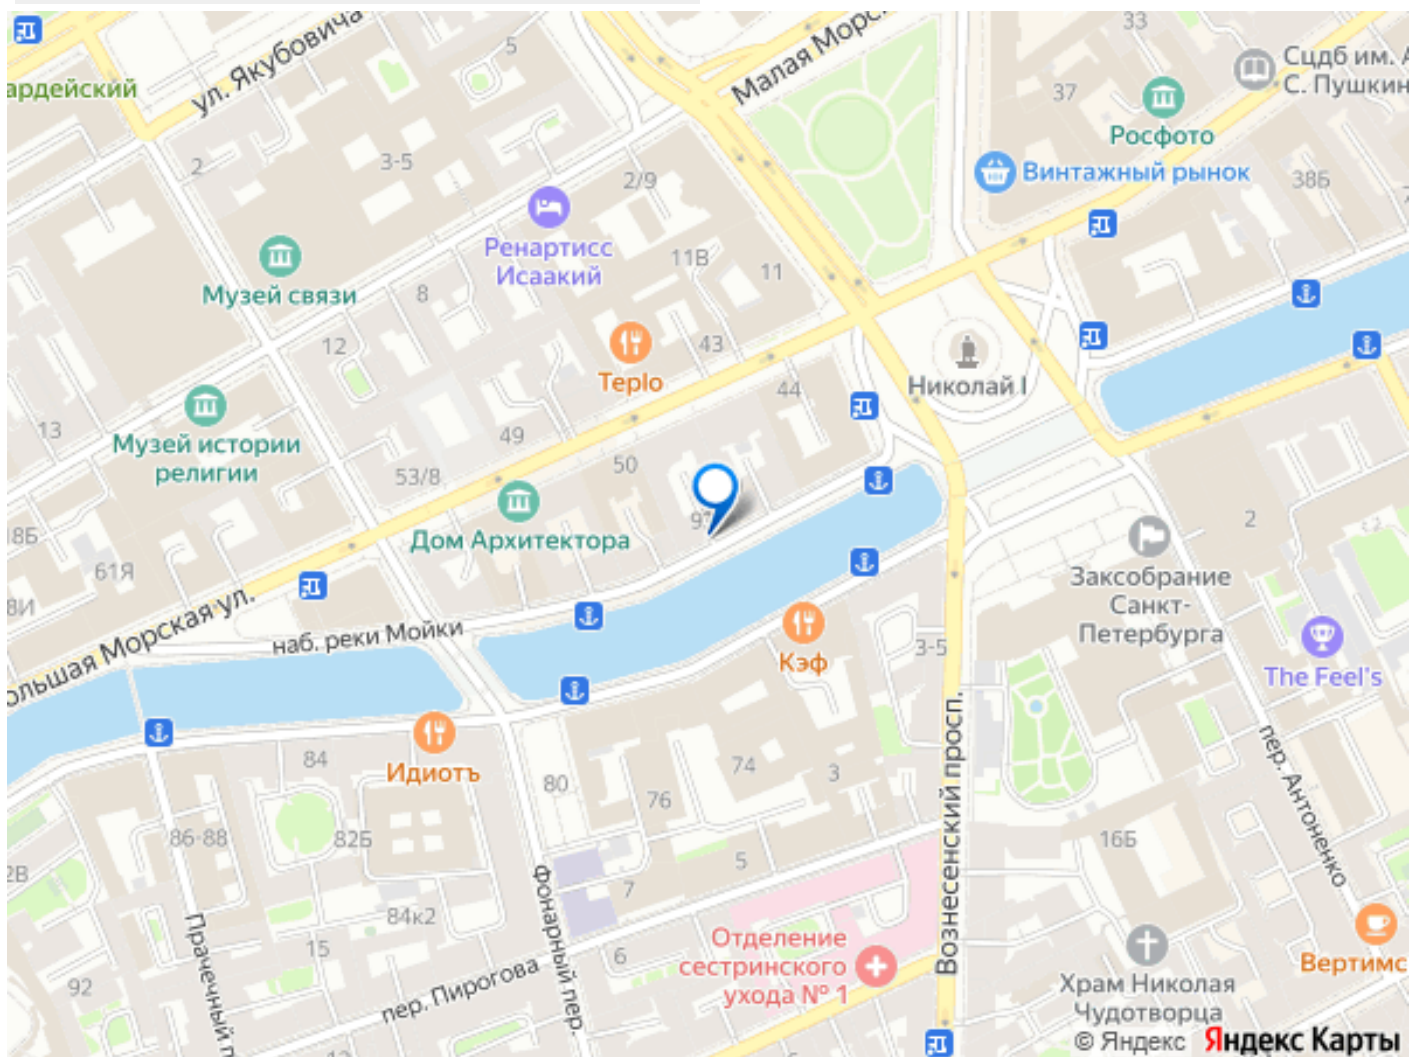 33
Сцдб им. А
С. Пушкин
Малая Морс
ул. Якубовича
5
ардейский
37
Росфото
Винтажный рынок
38Б
2
3-5
2/9
Ренартисс
Исаакий
11В
11
Музей связи
8
12
43
Teplo
Николай I
44
13
Музей истории
религии
49
53/8
50
Дом Архитектора
2
18Б
61Я
Заксобрание
Санкт-
Петербурга
наб. реки Мойки
ольшая Морская ул.
Кэф
3-5
The Feel's
84
Идиотъ
80
74
3
76
Вознесенский просп.
пер. Антоненко
86-88
82Б
16Б
5
7
84к2
Фонарный пер.
15
6
Отделение
сестринского
ухода № 1
Прачечный п
пер. Пирогова
92
Вертимс
Храм Николая
Чудотворца
© Яндекс Яндекс Карты